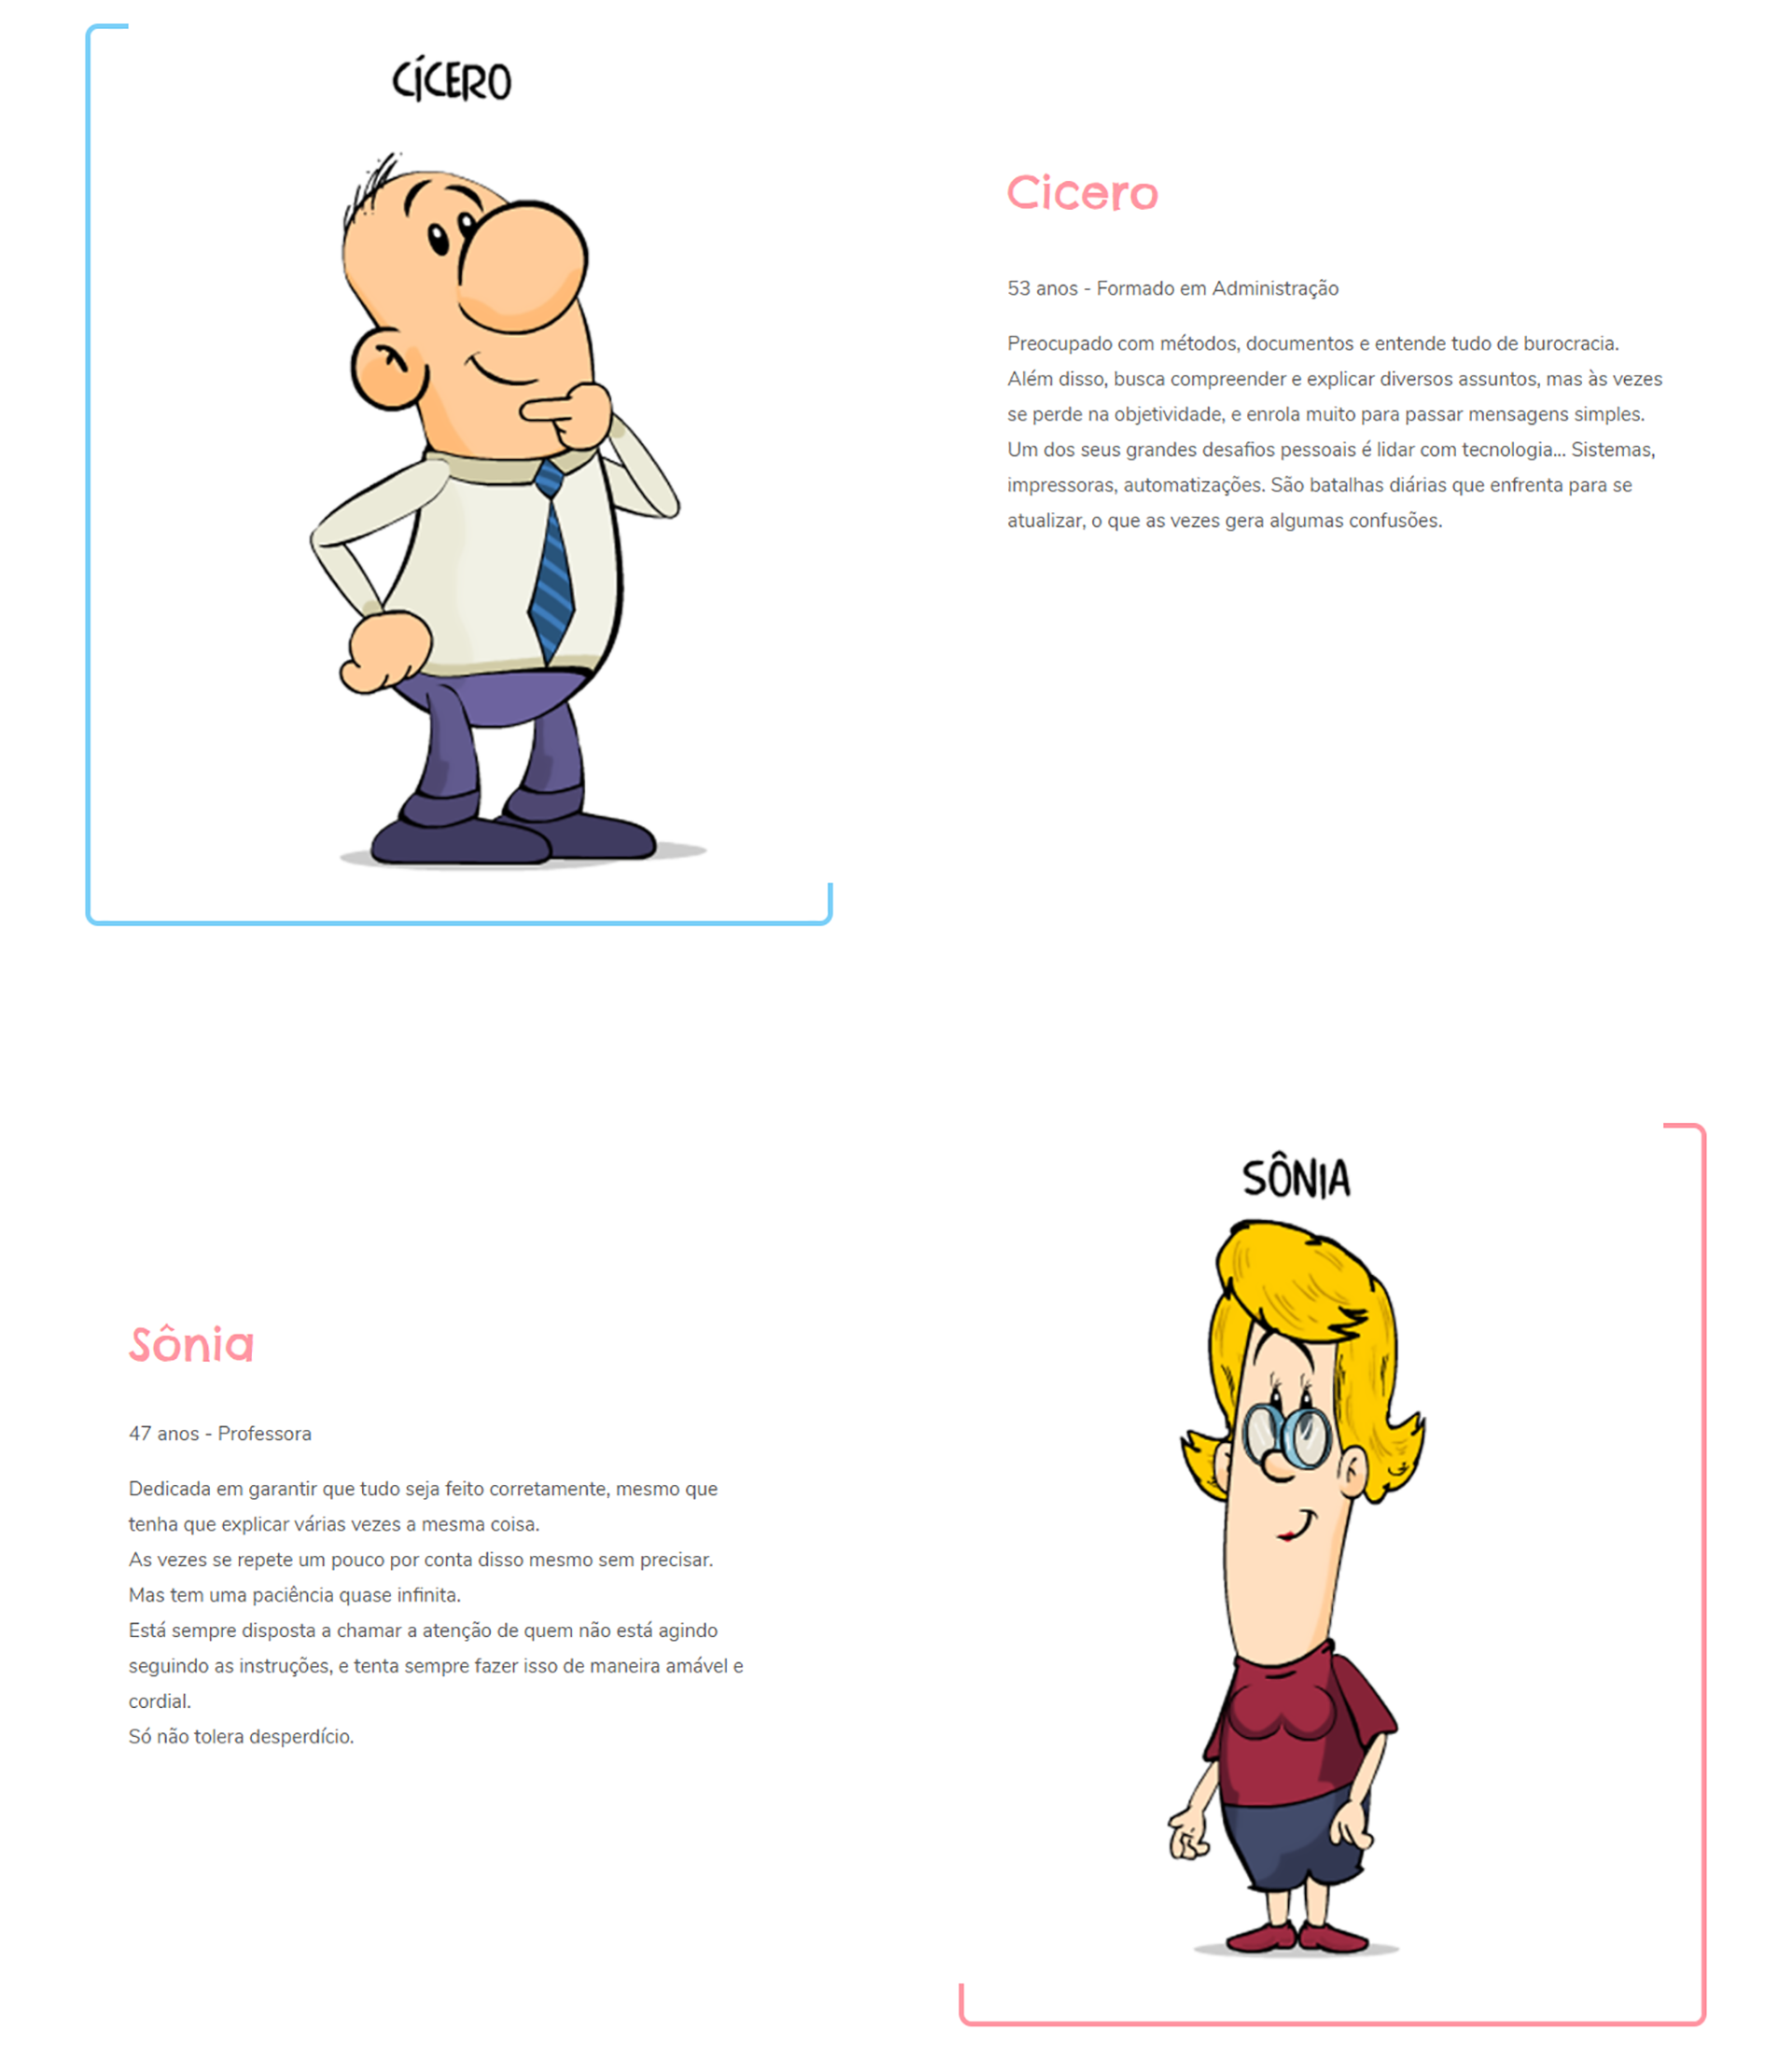 CÍCERO
Cicero
53 anos - Formado em Administração
Preocupado com métodos, documentos e entende tudo de burocracia.
Além disso, busca compreender e explicar diversos assuntos, mas às vezes
se perde na objetividade, e enrola muito para passar mensagens simples.
Um dos seus grandes desafios pessoais é lidar com tecnologia... Sistemas,
impressoras, automatizações. São batalhas diárias que enfrenta para se
atualizar, o que as vezes gera algumas confusões.
SÔNIA
Sônia
47 anos - Professora
Dedicada em garantir que tudo seja feito corretamente, mesmo que
tenha que explicar várias vezes a mesma coisa.
As vezes se repete um pouco por conta disso mesmo sem precisar.
Mas tem uma paciência quase infinita.
Está sempre disposta a chamar a atenção de quem não está agindo
seguindo as instruções, e tenta sempre fazer isso de maneira amável e
cordial.
Só não tolera desperdício.